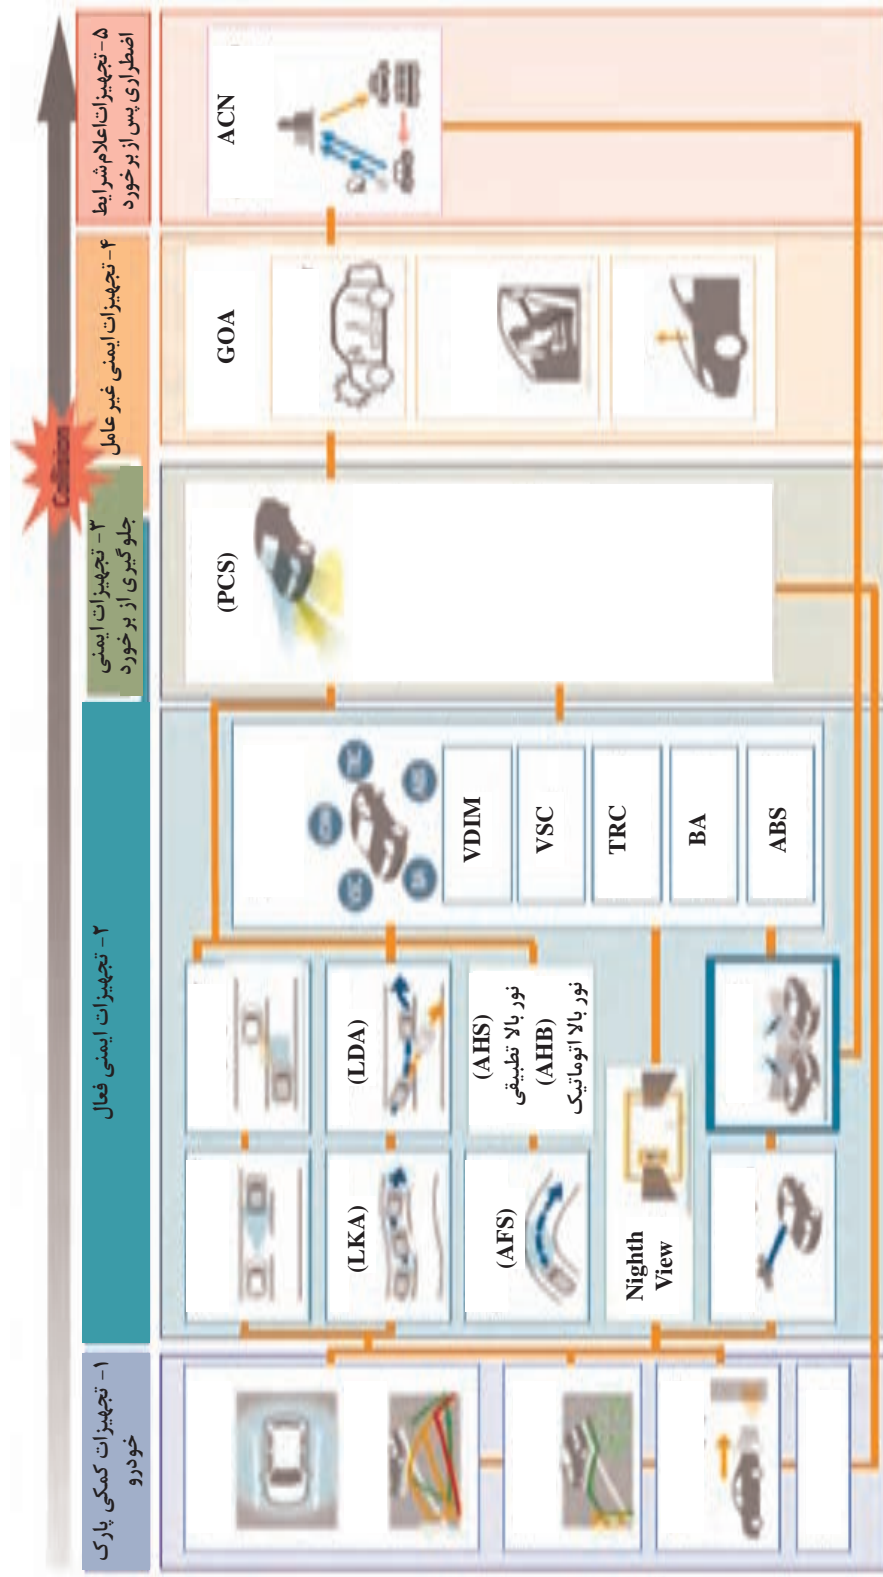 ۱- تجهیزات کمکی پارک
خودرو
۲- تجهیزات ایمنی فعال
۳- تجهیزات ایمنی
جلوگیری از برخورد
۴- تجهیزات ایمنی غیر عامل
۵- تجهیزات اعلام شرایط
اضطراری پس از برخورد
Collision
(LKA)
(LDA)
(AFS)
(AHS)
نور بالا تطبیقی
(AHB)
نور بالا اتوماتیک
Nighth
View
VDIM
VSC
TRC
BA
ABS
(PCS)
GOA
ACN